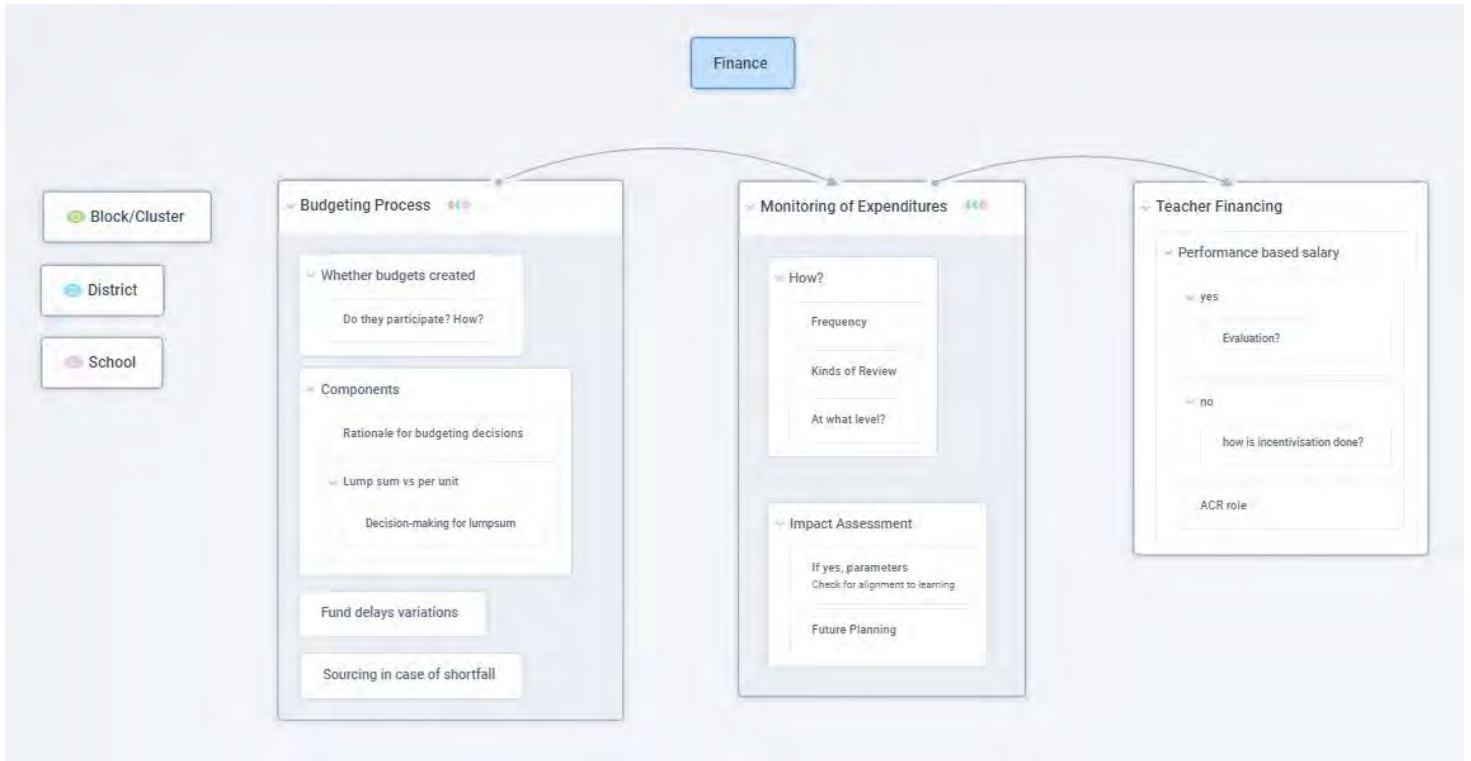 Finance
Block/Cluster
District
School
Budgeting Process
Whether budgets created
Do they participate? How?
Components
Rationale for budgeting decisions
Lump sum vs per unit
Decision-making for lumpsum
Fund delays variations
Sourcing in case of shortfall
Monitoring of Expenditures
How?
Frequency
Kinds of Review
At what level?
Impact Assessment
If yes, parameters
Check for alignment to learning
Future Planning
Teacher Financing
Performance based salary
yes
Evaluation?
no
how is incentivisation done?
ACR role